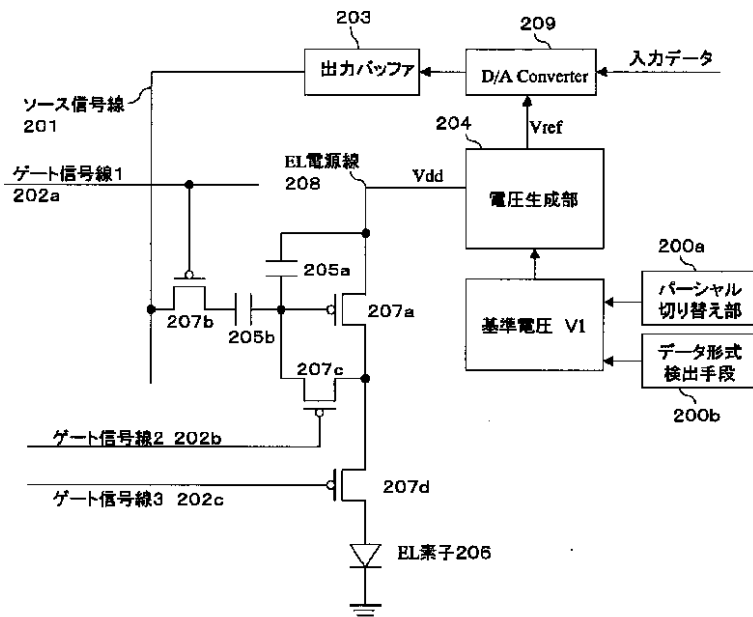 203
出力バッファ
209
D/A Converter
入力データ
ソース信号線
201
Vref
204
電圧生成部
EL電源線
208
Vdd
ゲート信号線1
202a
205a
207b
205b
207a
207c
基準電圧 V1
200a
パーシャル
切り替え部
データ形式
検出手段
200b
ゲート信号線2 202b
ゲート信号線3 202c
207d
EL素子206